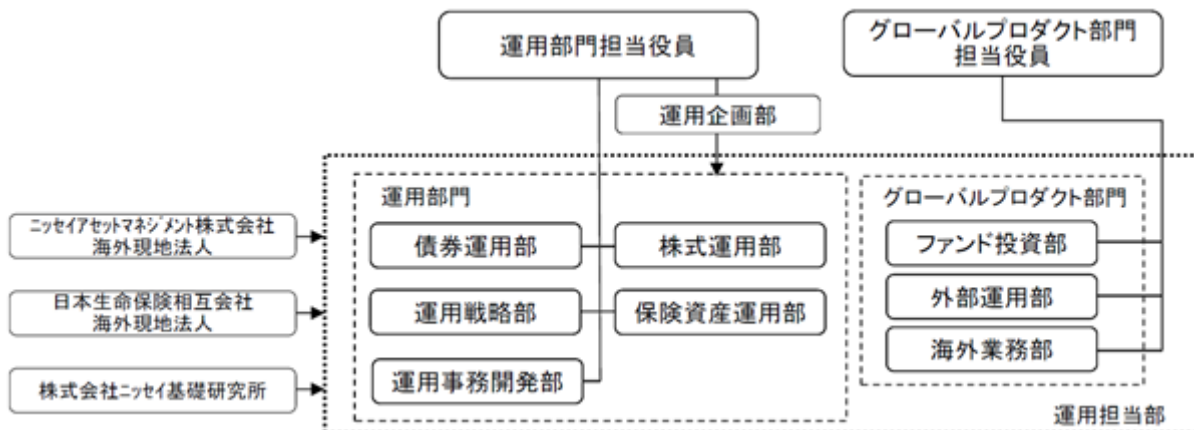 運用部門担当役員
グローバルプロダクト部門
担当役員
運用企画部
運用部門
グローバルプロダクト部門
ニッセイアセットマネジメント株式会社
海外現地法人
債券運用部
株式運用部
ファンド投資部
日本生命保険相互会社
海外現地法人
運用戦略部
保険資産運用部
外部運用部
海外業務部
株式会社ニッセイ基礎研究所
運用事務開発部
運用担当部